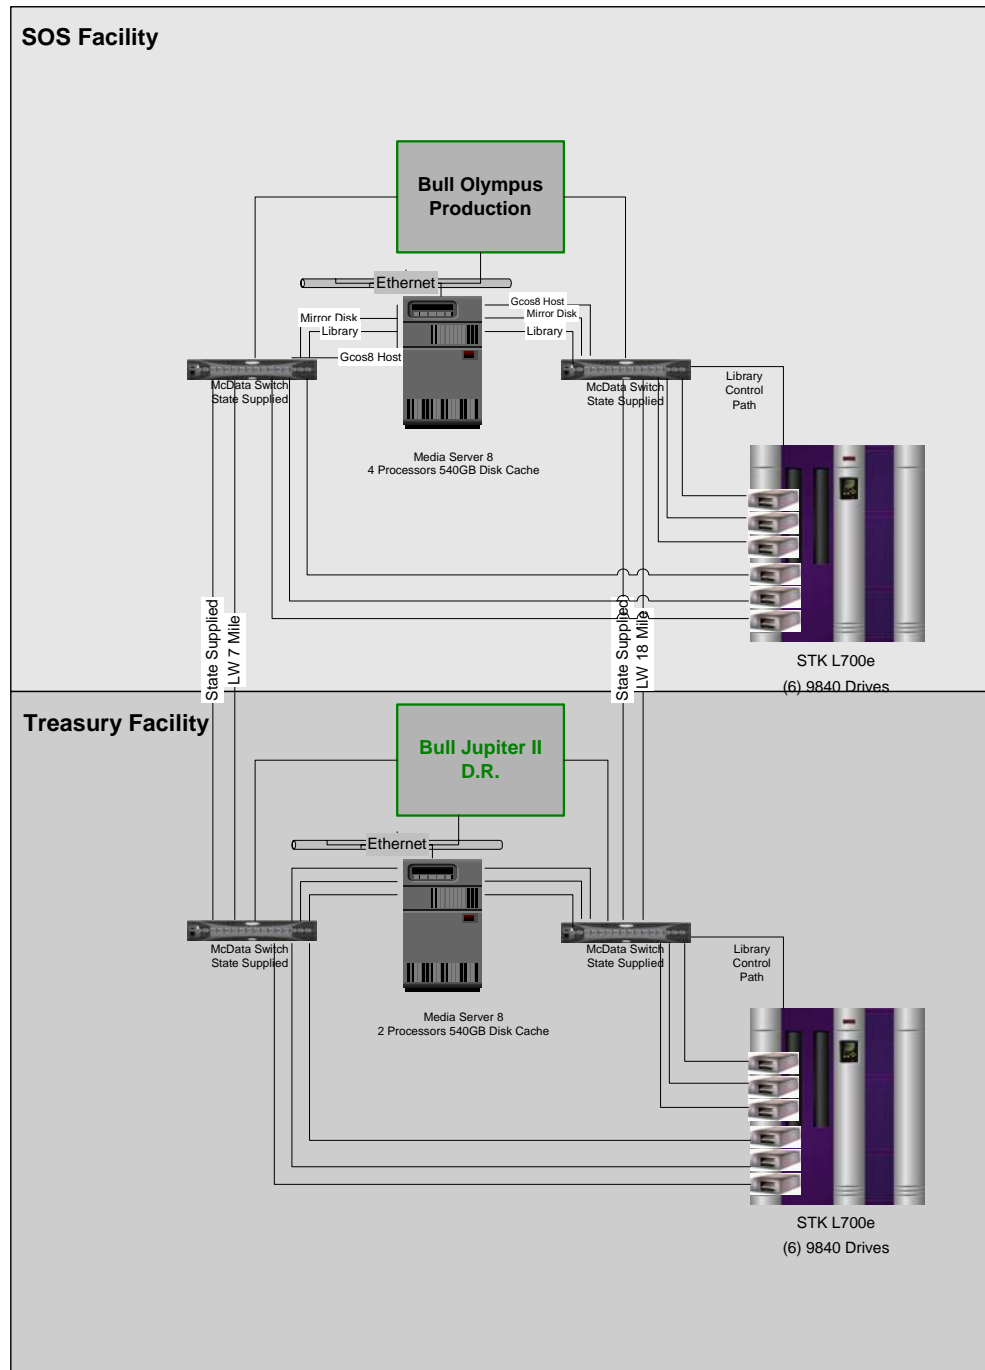 SOS Facility
Bull Olympus
Production
Ethernet
Gcos8 Host
Mirror Disk
Mirror Disk
Library
Library
Gcos8 Host
McData Switch
State Supplied
McData Switch
State Supplied
Library
Control
Path
Media Server 8
4 Processors 540GB Disk Cache
State Supplied
LW 7 Mile
State Supplied
LW 18 Mile
STK L700e
(6) 9840 Drives
Treasury Facility
Bull Jupiter II
D.R.
Ethernet
McData Switch
State Supplied
McData Switch
State Supplied
Library
Control
Path
Media Server 8
2 Processors 540GB Disk Cache
STK L700e
(6) 9840 Drives